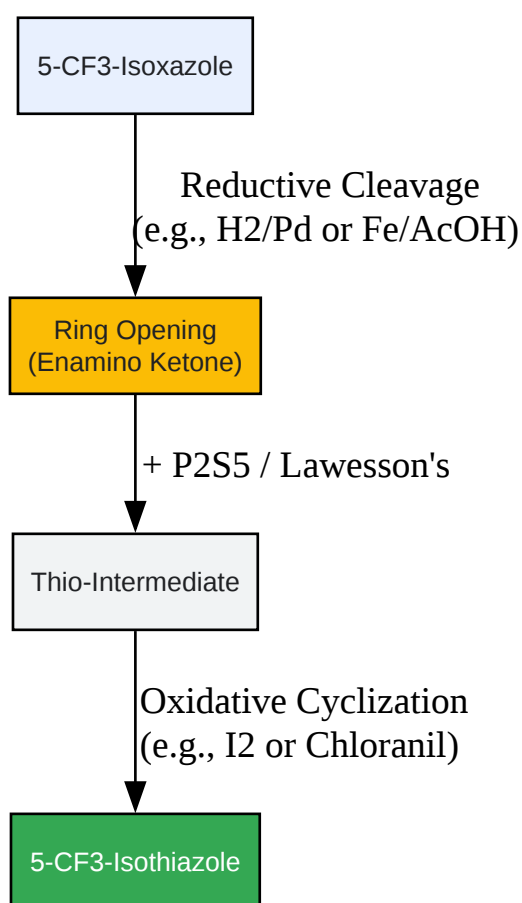 5-CF3-Isoxazole
Reductive Cleavage
(e.g., H2/Pd or Fe/AcOH)
Ring Opening
(Enamino Ketone)
+ P2S5 / Lawesson's
Thio-Intermediate
Oxidative Cyclization
(e.g., I2 or Chloranil)
5-CF3-Isothiazole